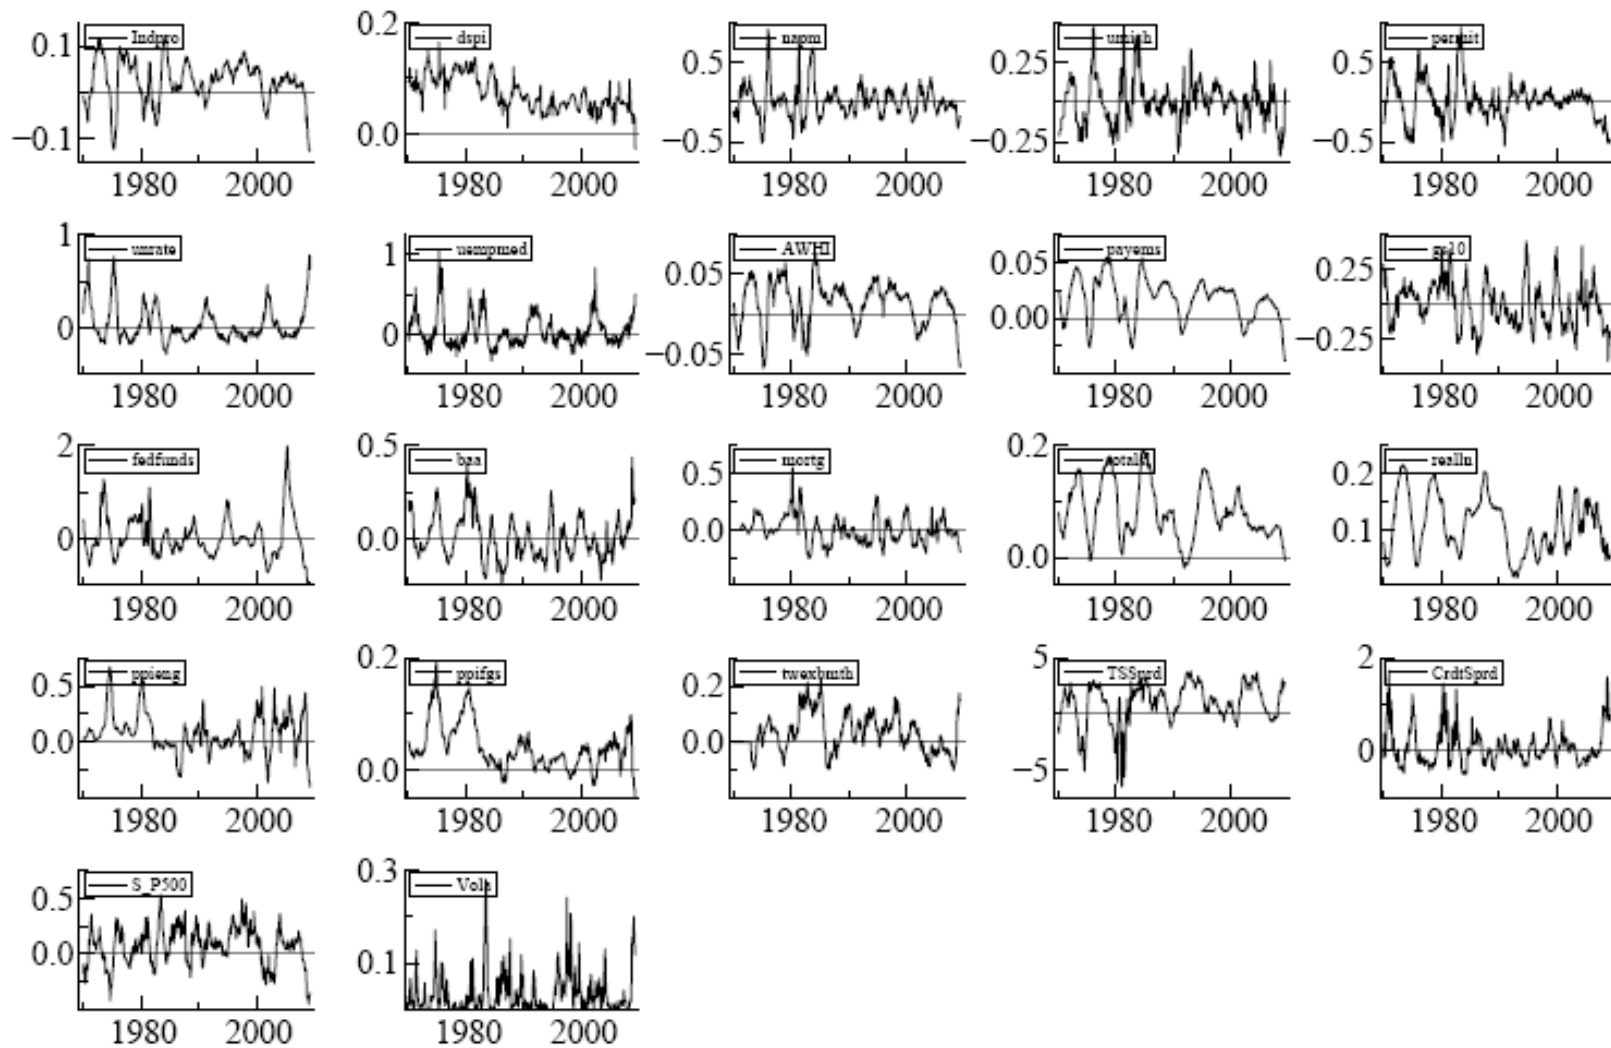 Indpro dspi napm umich permit
0.1 0.2 0.5 0.25 0.5
−0.1 0.0 −0.5 −0.25 −0.5
1980 2000 1980 2000 1980 2000 1980 2000 1980 2000
unrate uempmed AWHI payems gs10
1 1 0.05 0.05 0.25
0 0 −0.05 0.00 −0.25
1980 2000 1980 2000 1980 2000 1980 2000 1980 2000
fedfunds baa mortg realln
2 0.5 0.5 0.2 0.2
0 0.0 0.0 0.0 0.1
1980 2000 1980 2000 1980 2000 1980 2000 1980 2000
ppieng ppifgs twexbmth TSSprd CrdtSprd
0.5 0.2 0.2 5 2
0.0 0.0 0.0 −5 0
1980 2000 1980 2000 1980 2000 1980 2000 1980 2000
S_P500 Vola
0.5 0.3
0.0 0.1
1980 2000 1980 2000